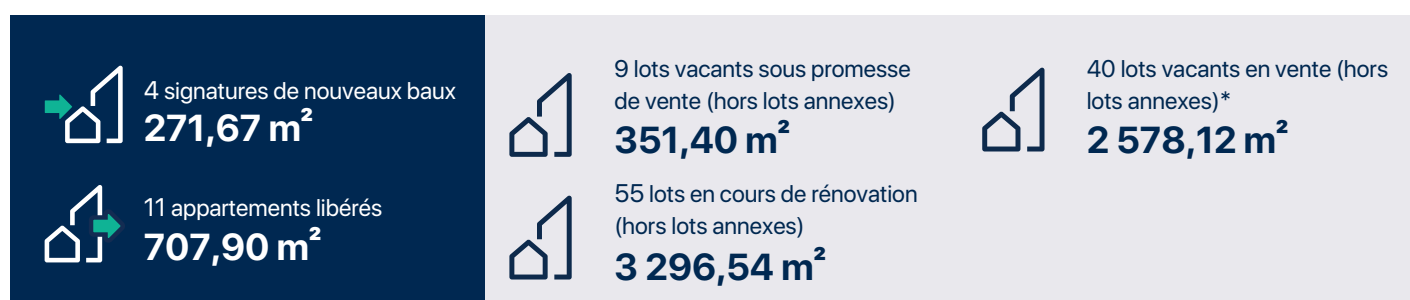 4 signatures de nouveaux baux
271,67 m²
11 appartements libérés
707,90 m²
9 lots vacants sous promesse
de vente (hors lots annexes)
351,40 m²
55 lots en cours de rénovation
(hors lots annexes)
3 296,54 m²
40 lots vacants en vente (hors
lots annexes)*
2 578,12 m²